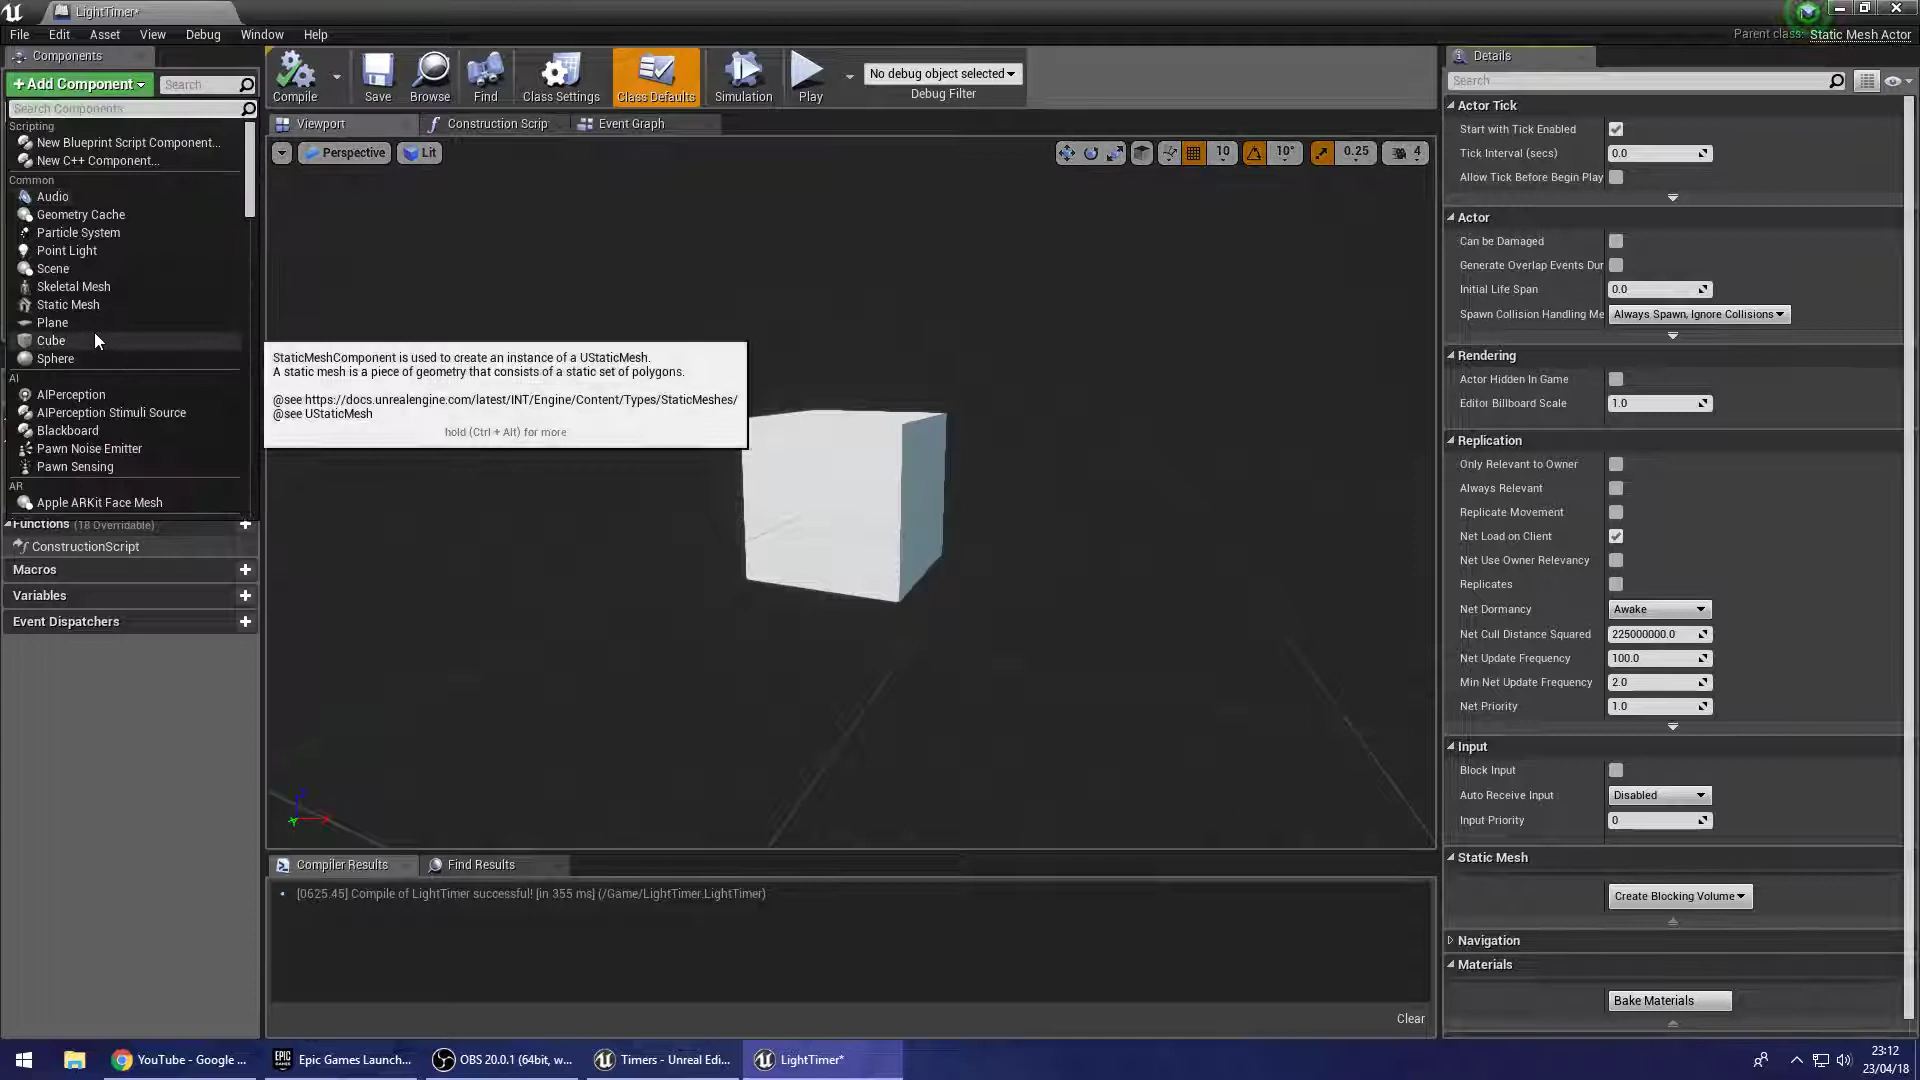 LightTimer*
File Edit Asset View Debug Window Help
Parent class: Static Mesh Actor
Components
+ Add Component
Search
Search Components
Scripting
New Blueprint Script Component...
New C++ Component...
Common
Audio
Geometry Cache
Particle System
Point Light
Scene
Skeletal Mesh
Static Mesh
Plane
Cube
Sphere
AI
AIPerception
AIPerception Stimuli Source
Blackboard
Pawn Noise Emitter
Pawn Sensing
AR
Apple ARKit Face Mesh
Functions (18 Overridable)
ConstructionScript
Macros
Variables
Event Dispatchers
Compile
Save
Browse
Find
Class Settings
Class Defaults
Simulation
Play
No debug object selected
Debug Filter
Viewport
Construction Scrip
Event Graph
Perspective
Lit
10
10°
0.25
4
StaticMeshComponent is used to create an instance of a UStaticMesh.
A static mesh is a piece of geometry that consists of a static set of polygons.
@see https://docs.unrealengine.com/latest/INT/Engine/Content/Types/StaticMeshes/
@see UStaticMesh
hold (Ctrl + Alt) for more
Compiler Results
Find Results
[0625.45] Compile of LightTimer successful! [in 355 ms] (/Game/LightTimer.LightTimer)
Clear
Details
Search
Actor Tick
Start with Tick Enabled
Tick Interval (secs) 0.0
Allow Tick Before Begin Play
Actor
Can be Damaged
Generate Overlap Events Dur
Initial Life Span 0.0
Spawn Collision Handling Me Always Spawn, Ignore Collisions
Rendering
Actor Hidden In Game
Editor Billboard Scale 1.0
Replication
Only Relevant to Owner
Always Relevant
Replicate Movement
Net Load on Client
Net Use Owner Relevancy
Replicates
Net Dormancy Awake
Net Cull Distance Squared 225000000.0
Net Update Frequency 100.0
Min Net Update Frequency 2.0
Net Priority 1.0
Input
Block Input
Auto Receive Input Disabled
Input Priority 0
Static Mesh
Create Blocking Volume
Navigation
Materials
Bake Materials
YouTube - Google ...
EPIC GAMES
Epic Games Launch...
OBS 20.0.1 (64bit, w...
Timers - Unreal Edi...
LightTimer*
23:12
23/04/18